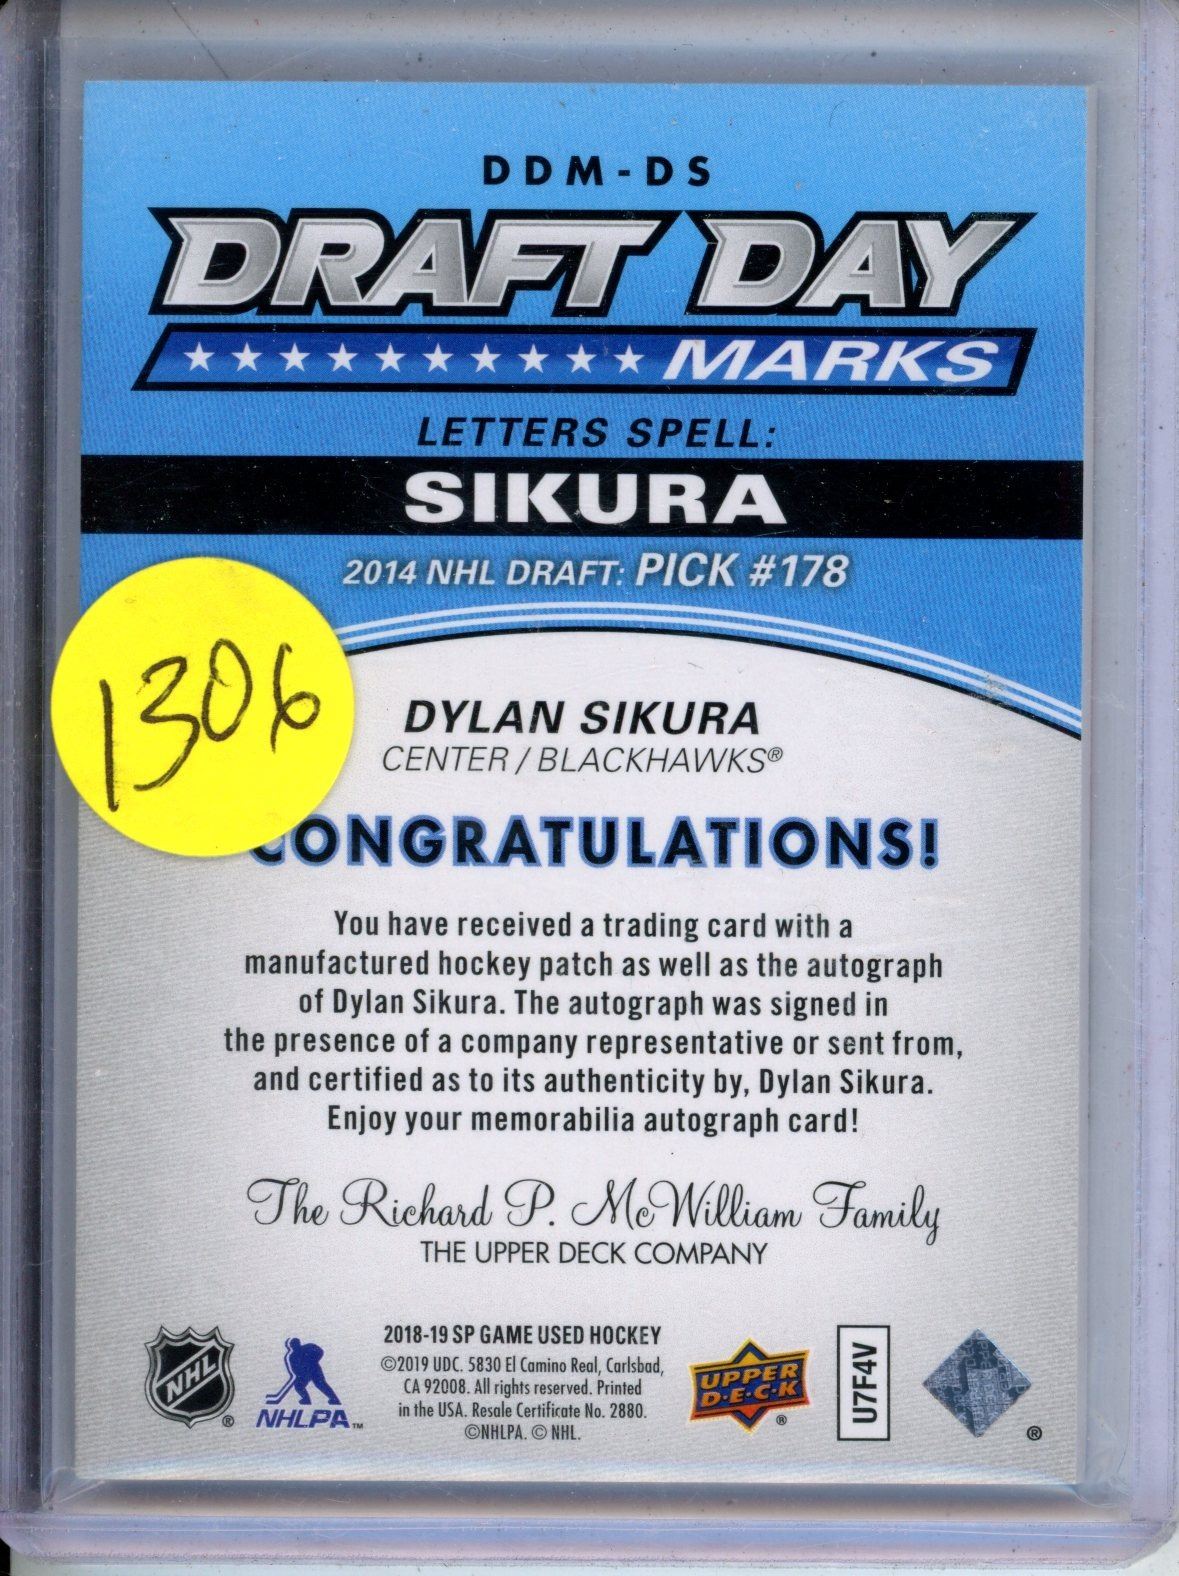 DDM-DS
DRAFT DAY
MARKS
LETTERS SPELL:
SIKURA
2014 NHL DRAFT: PICK #178
1306
DYLAN SIKURA
CENTER / BLACKHAWKS®
CONGRATULATIONS!
You have received a trading card with a
manufactured hockey patch as well as the autograph
of Dylan Sikura. The autograph was signed in
the presence of a company representative or sent from,
and certified as to its authenticity by, Dylan Sikura.
Enjoy your memorabilia autograph card!
The Richard P. McWilliam Family
THE UPPER DECK COMPANY
NHL ®
NHLPA™
2018-19 SP GAME USED HOCKEY
©2019 UDC. 5830 El Camino Real, Carlsbad,
CA 92008. All rights reserved. Printed
in the USA. Resale Certificate No. 2880.
©NHLPA. © NHL.
UPPER
D·E·C·K ®
U7F4V
®